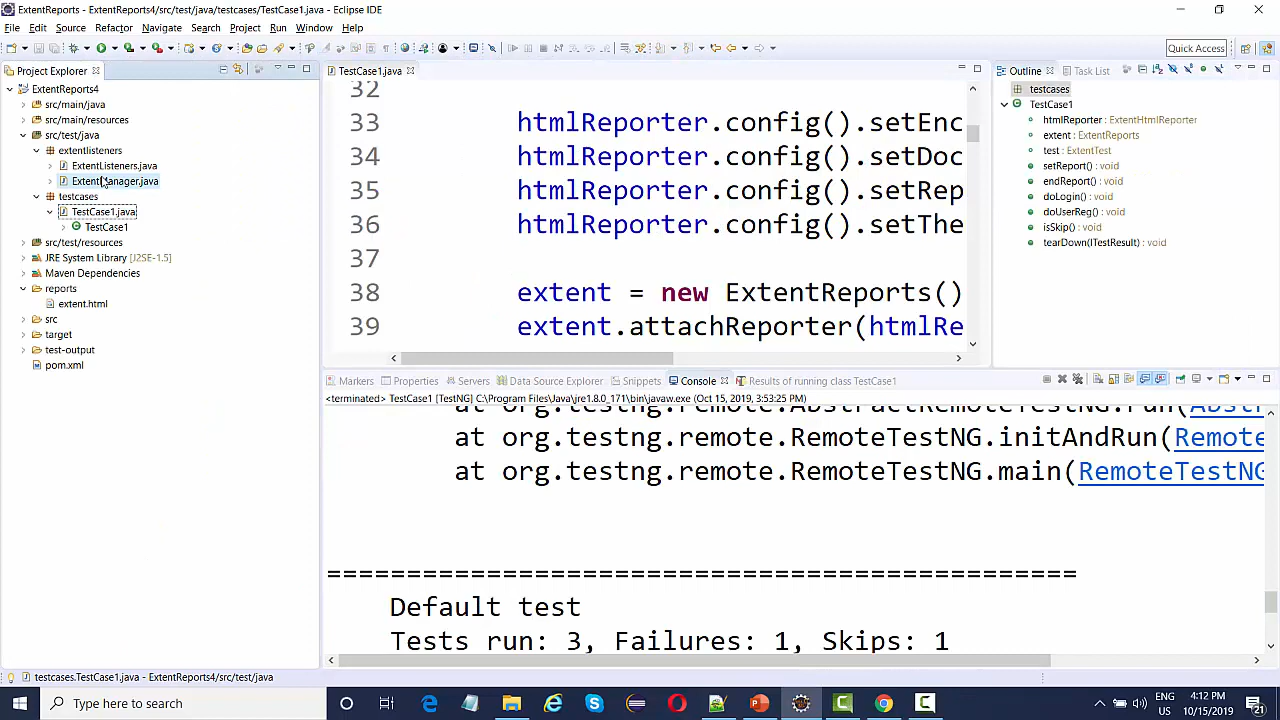 ExtentReports - ExtentReports4/src/test/java/testcases/TestCase1.java - Eclipse IDE
File Edit Source Refactor Navigate Search Project Run Window Help
Quick Access
Project Explorer
ExtentReports4
src/main/java
src/main/resources
src/test/java
extentlisteners
ExtentListeners.java
ExtentManager.java
testcases
TestCase1.java
TestCase1
src/test/resources
JRE System Library [J2SE-1.5]
Maven Dependencies
reports
extent.html
src
target
test-output
pom.xml
TestCase1.java
32
33 htmlReporter.config().setEnc
34 htmlReporter.config().setDoc
35 htmlReporter.config().setRep
36 htmlReporter.config().setThe
37
38 extent = new ExtentReports()
39 extent.attachReporter(htmlRe
Outline Task List
testcases
TestCase1
htmlReporter : ExtentHtmlReporter
extent : ExtentReports
test : ExtentTest
setReport() : void
endReport() : void
doLogin() : void
doUserReg() : void
isSkip() : void
tearDown(ITestResult) : void
Markers Properties Servers Data Source Explorer Snippets Console Results of running class TestCase1
<terminated> TestCase1 [TestNG] C:\Program Files\Java\jre1.8.0_171\bin\javaw.exe (Oct 15, 2019, 3:53:25 PM)
at org.testng.remote.AbstractRemoteTestNG.run(Abstr
at org.testng.remote.RemoteTestNG.initAndRun(Remote
at org.testng.remote.RemoteTestNG.main(RemoteTestNG
===============================================
Default test
Tests run: 3, Failures: 1, Skips: 1
testcases.TestCase1.java - ExtentReports4/src/test/java
Type here to search
ENG
US
4:12 PM
10/15/2019
21